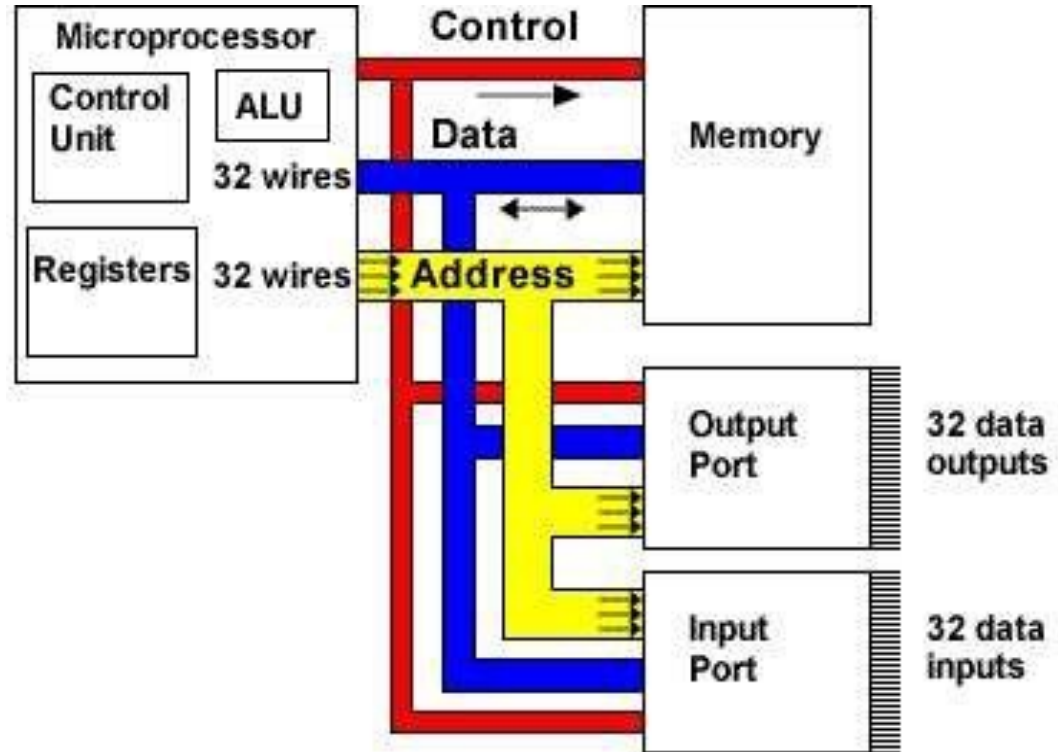 Microprocessor
Control
Unit
ALU
32 wires
Registers
32 wires
Control
Data
Address
Memory
Output
Port
32 data
outputs
Input
Port
32 data
inputs